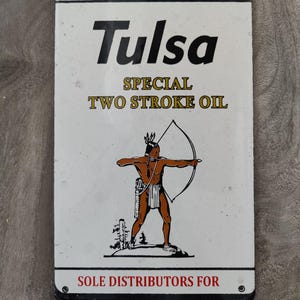 Tulsa
SPECIAL
TWO STROKE OIL
SOLE DISTRIBUTORS FOR